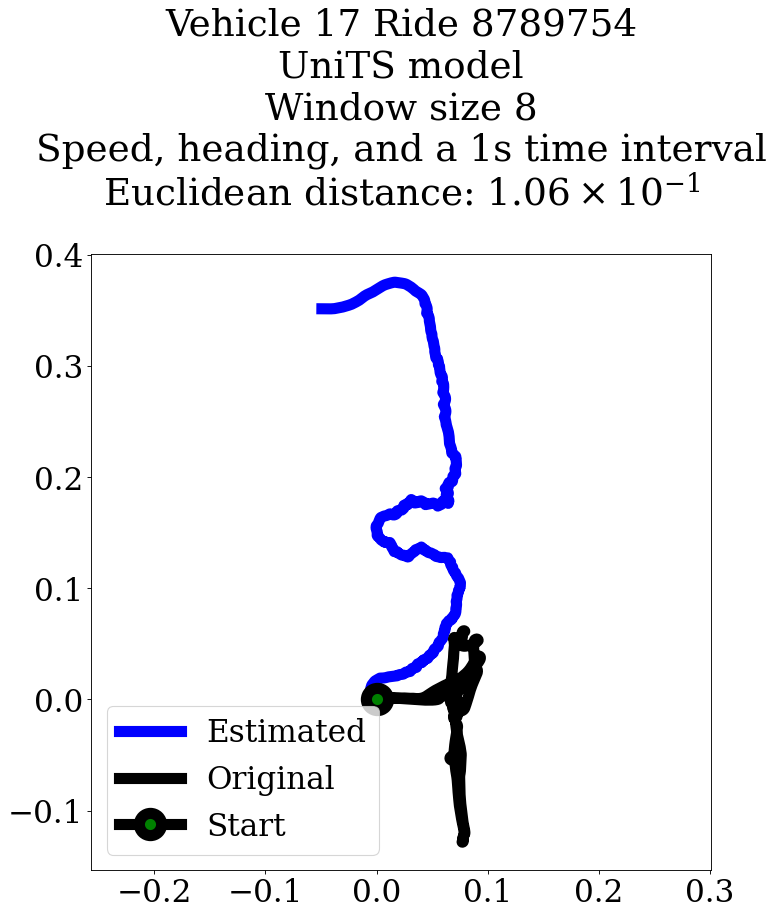 Vehicle 17 Ride 8789754
UniTS model
Window size 8
Speed, heading, and a 1s time interval
Euclidean distance: 1.06 × 10⁻¹
0.4
0.3
0.2
0.1
0.0
−0.1
Estimated
Original
Start
−0.2 −0.1 0.0 0.1 0.2 0.3